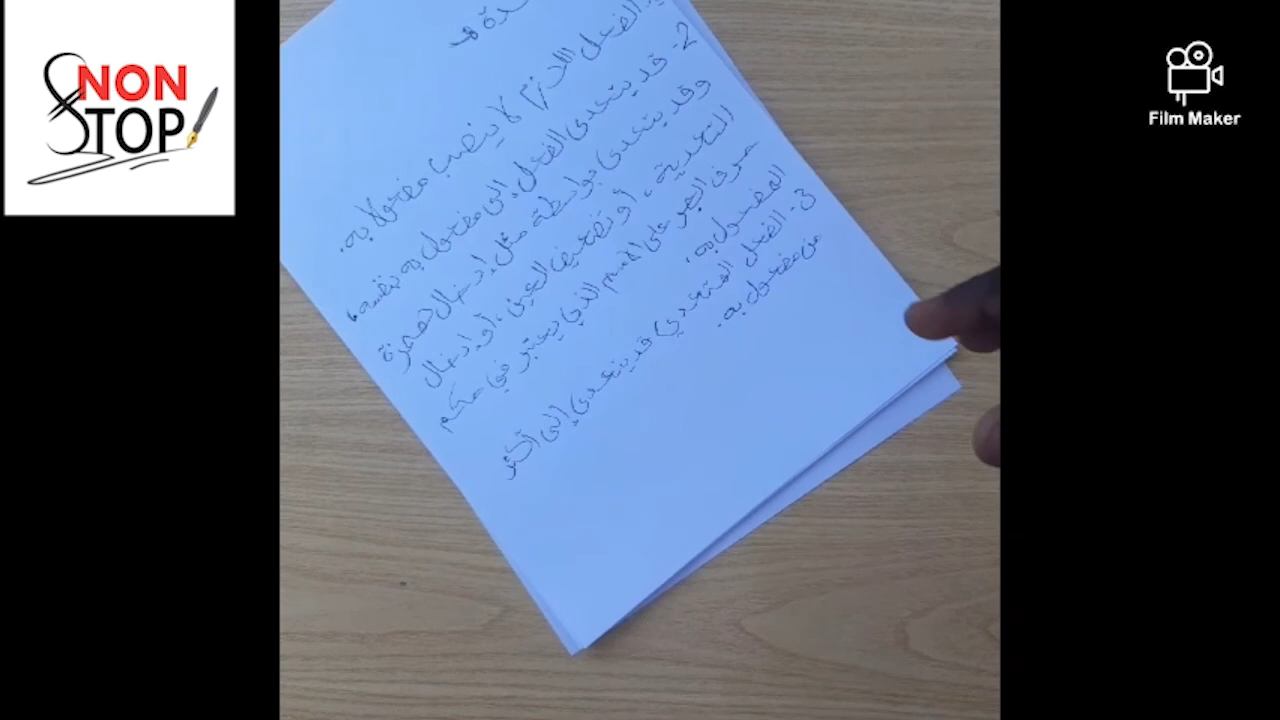 NON
STOP
Film Maker
الفعل اللازم لا ينصب مفعولا به.
2- قد يتعدى الفعل إلى مفعول به بنفسه،
وقد يتعدى بواسطة مثل إدخال همزة
التعدية، أو تضعيف العين، أو إدخال
حرف الجر على الاسم الذي يعتبر في حكم
المفعول به.
3- الفعل المتعدي قد يتعدى إلى أكثر
من مفعول به.